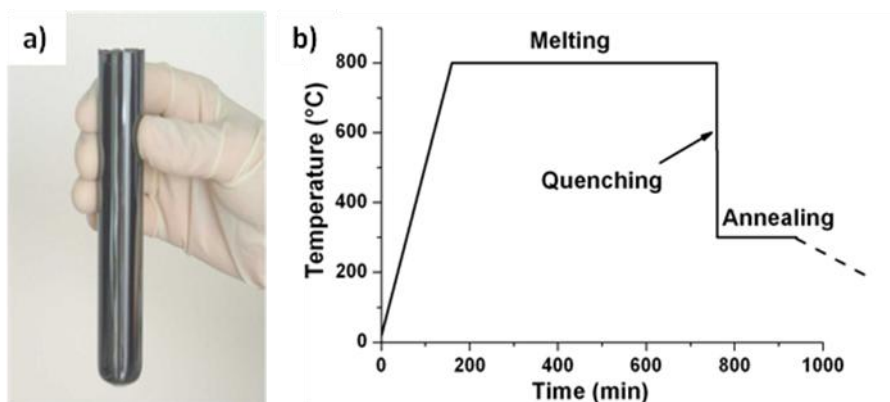 a)
b)
Melting
Quenching
Annealing
Temperature (°C)
800
600
400
200
0
0
200
400
600
800
1000
Time (min)